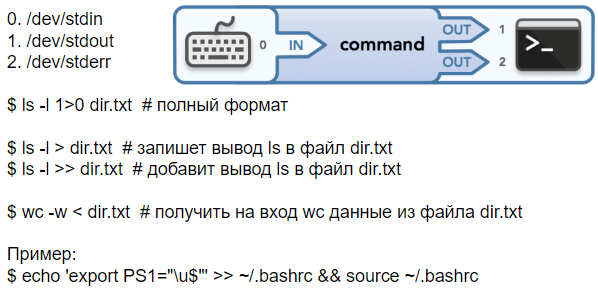 0. /dev/stdin
1. /dev/stdout
2. /dev/stderr
0 IN command OUT 1
OUT 2
>_
$ ls -l 1>0 dir.txt # полный формат
$ ls -l > dir.txt # запишет вывод ls в файл dir.txt
$ ls -l >> dir.txt # добавит вывод ls в файл dir.txt
$ wc -w < dir.txt # получить на вход wc данные из файла dir.txt
Пример:
$ echo 'export PS1="\u$"' >> ~/.bashrc && source ~/.bashrc